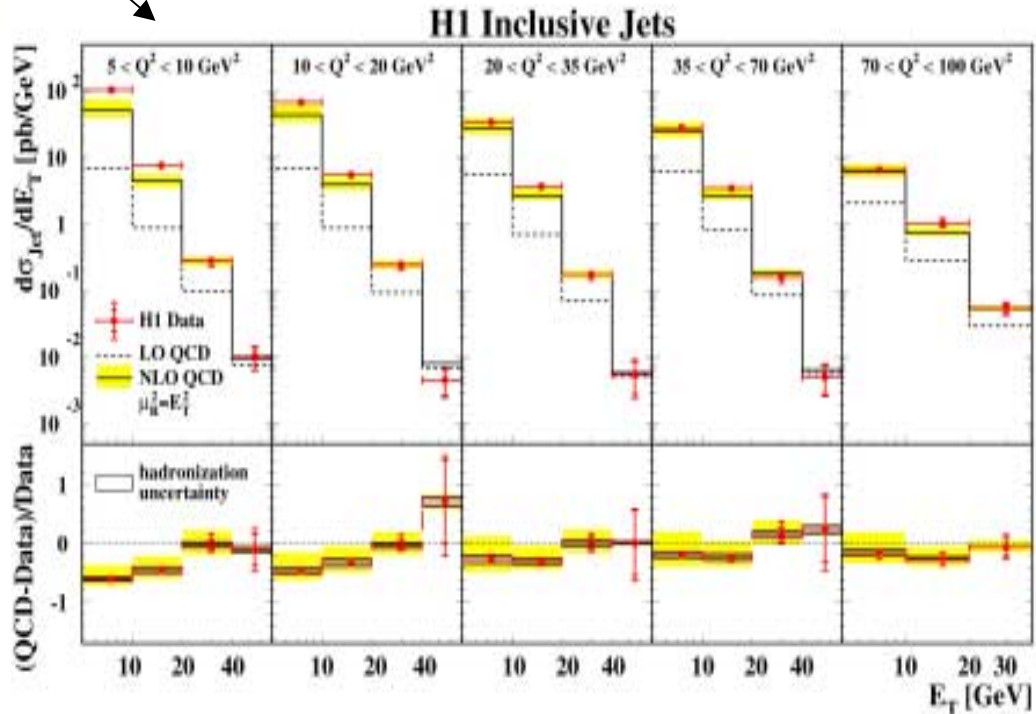 H1 Inclusive Jets
5 < Q² < 10 GeV²
10 < Q² < 20 GeV²
20 < Q² < 35 GeV²
35 < Q² < 70 GeV²
70 < Q² < 100 GeV²
dσ_Jet/dE_T [pb/GeV]
10²
10
1
10⁻¹
10⁻²
10⁻³
H1 Data
LO QCD
NLO QCD
μ_R²=E_T²
(QCD-Data)/Data
hadronization
uncertainty
1
0
-1
10 20 40 10 20 40 10 20 40 10 20 40 10 20 30
E_T [GeV]